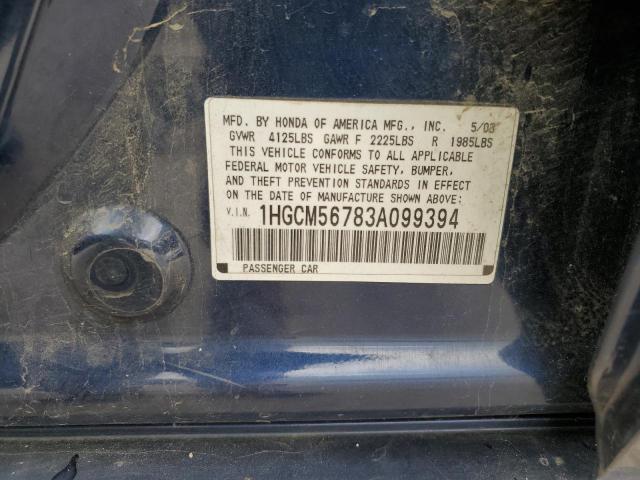 MFD. BY HONDA OF AMERICA MFG., INC. 5/03
GVWR 4125LBS GAWR F 2225LBS R 1985LBS
THIS VEHICLE CONFORMS TO ALL APPLICABLE
FEDERAL MOTOR VEHICLE SAFETY, BUMPER,
AND THEFT PREVENTION STANDARDS IN EFFECT
ON THE DATE OF MANUFACTURE SHOWN ABOVE:
V.I.N. 1HGCM56783A099394
PASSENGER CAR